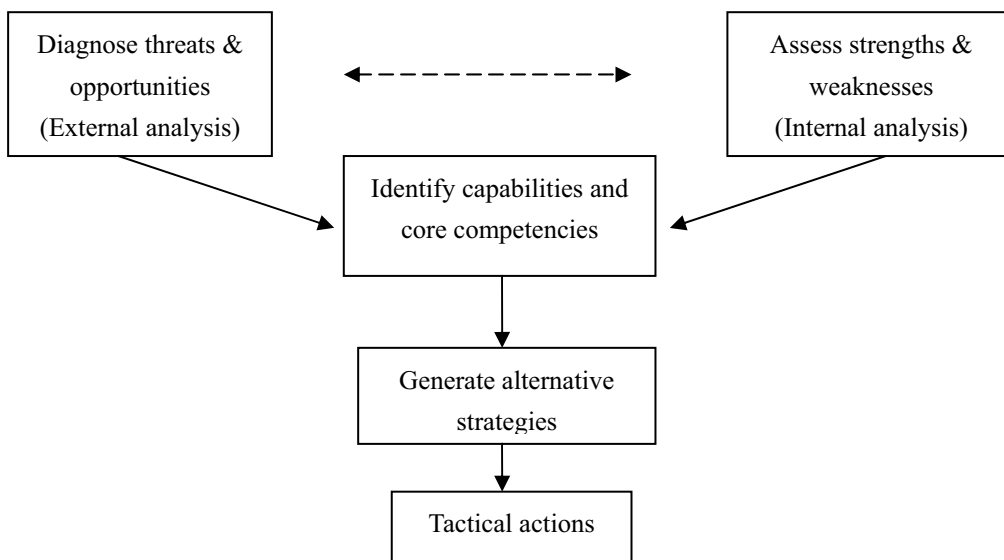 Diagnose threats &
opportunities
(External analysis)
Assess strengths &
weaknesses
(Internal analysis)
Identify capabilities and
core competencies
Generate alternative
strategies
Tactical actions